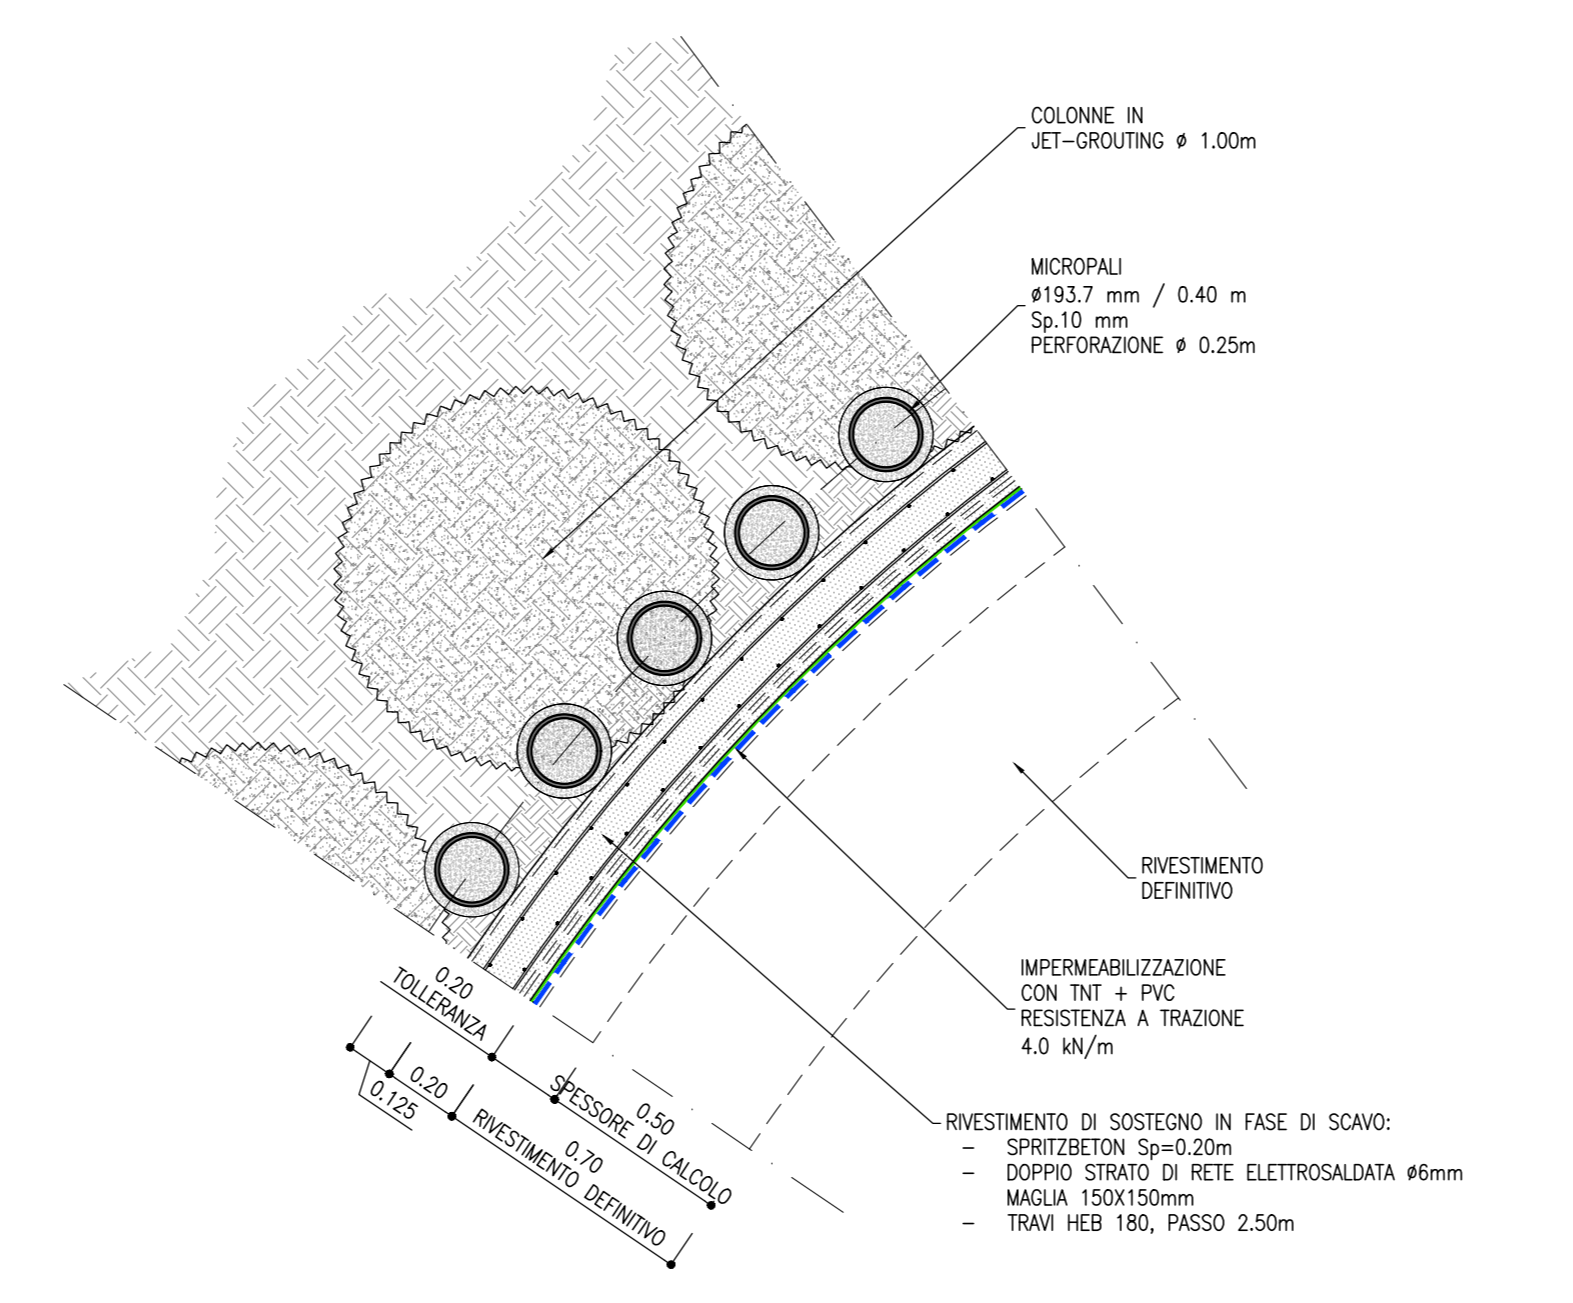 COLONNE IN
JET-GROUTING ø 1.00m
MICROPALI
ø193.7 mm / 0.40 m
Sp.10 mm
PERFORAZIONE ø 0.25m
RIVESTIMENTO
DEFINITIVO
IMPERMEABILIZZAZIONE
CON TNT + PVC
RESISTENZA A TRAZIONE
4.0 kN/m
RIVESTIMENTO DI SOSTEGNO IN FASE DI SCAVO:
- SPRITZBETON Sp=0.20m
- DOPPIO STRATO DI RETE ELETTROSALDATA ø6mm
MAGLIA 150X150mm
- TRAVI HEB 180, PASSO 2.50m
0.20
TOLLERANZA
0.50
SPESSORE DI CALCOLO
0.125
0.20
0.70
RIVESTIMENTO DEFINITIVO